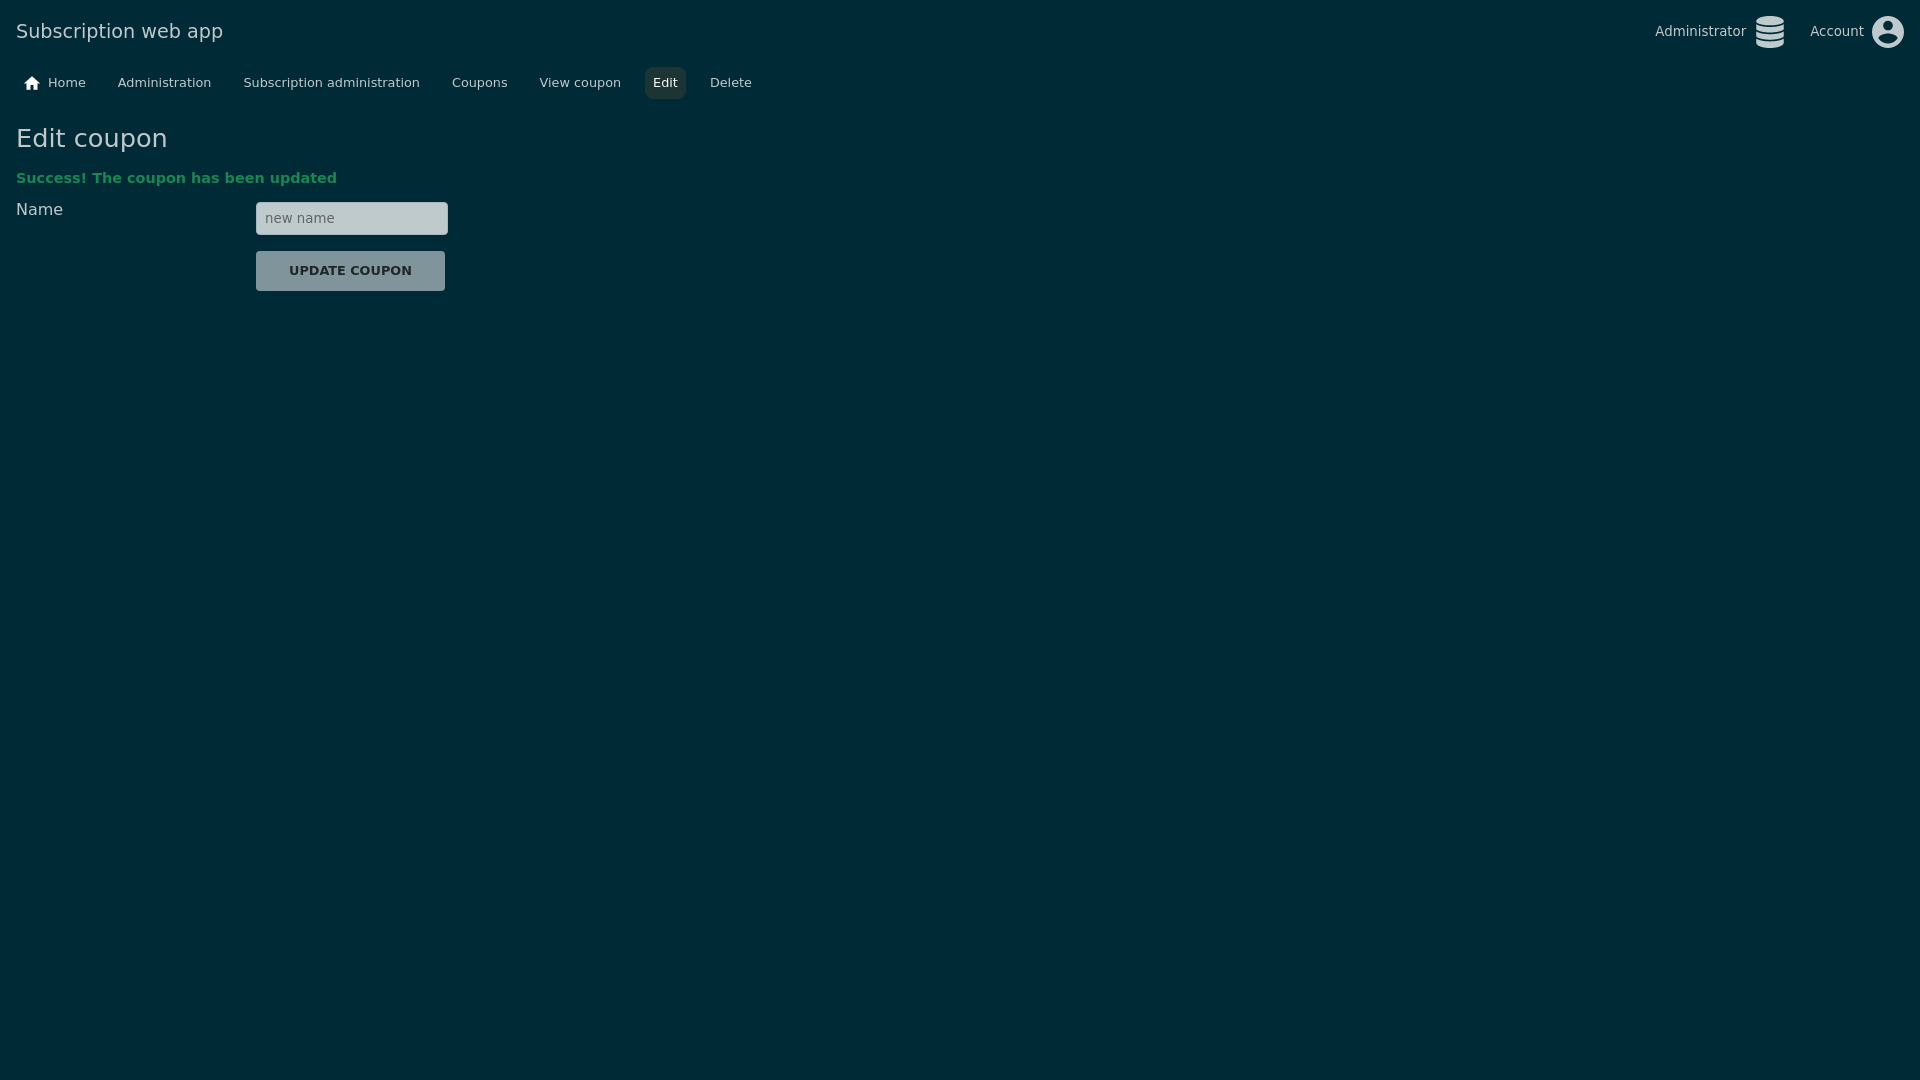 Subscription web app
Administrator
Account
Home
Administration
Subscription administration
Coupons
View coupon
Edit
Delete
Edit coupon
Success! The coupon has been updated
Name
new name
UPDATE COUPON